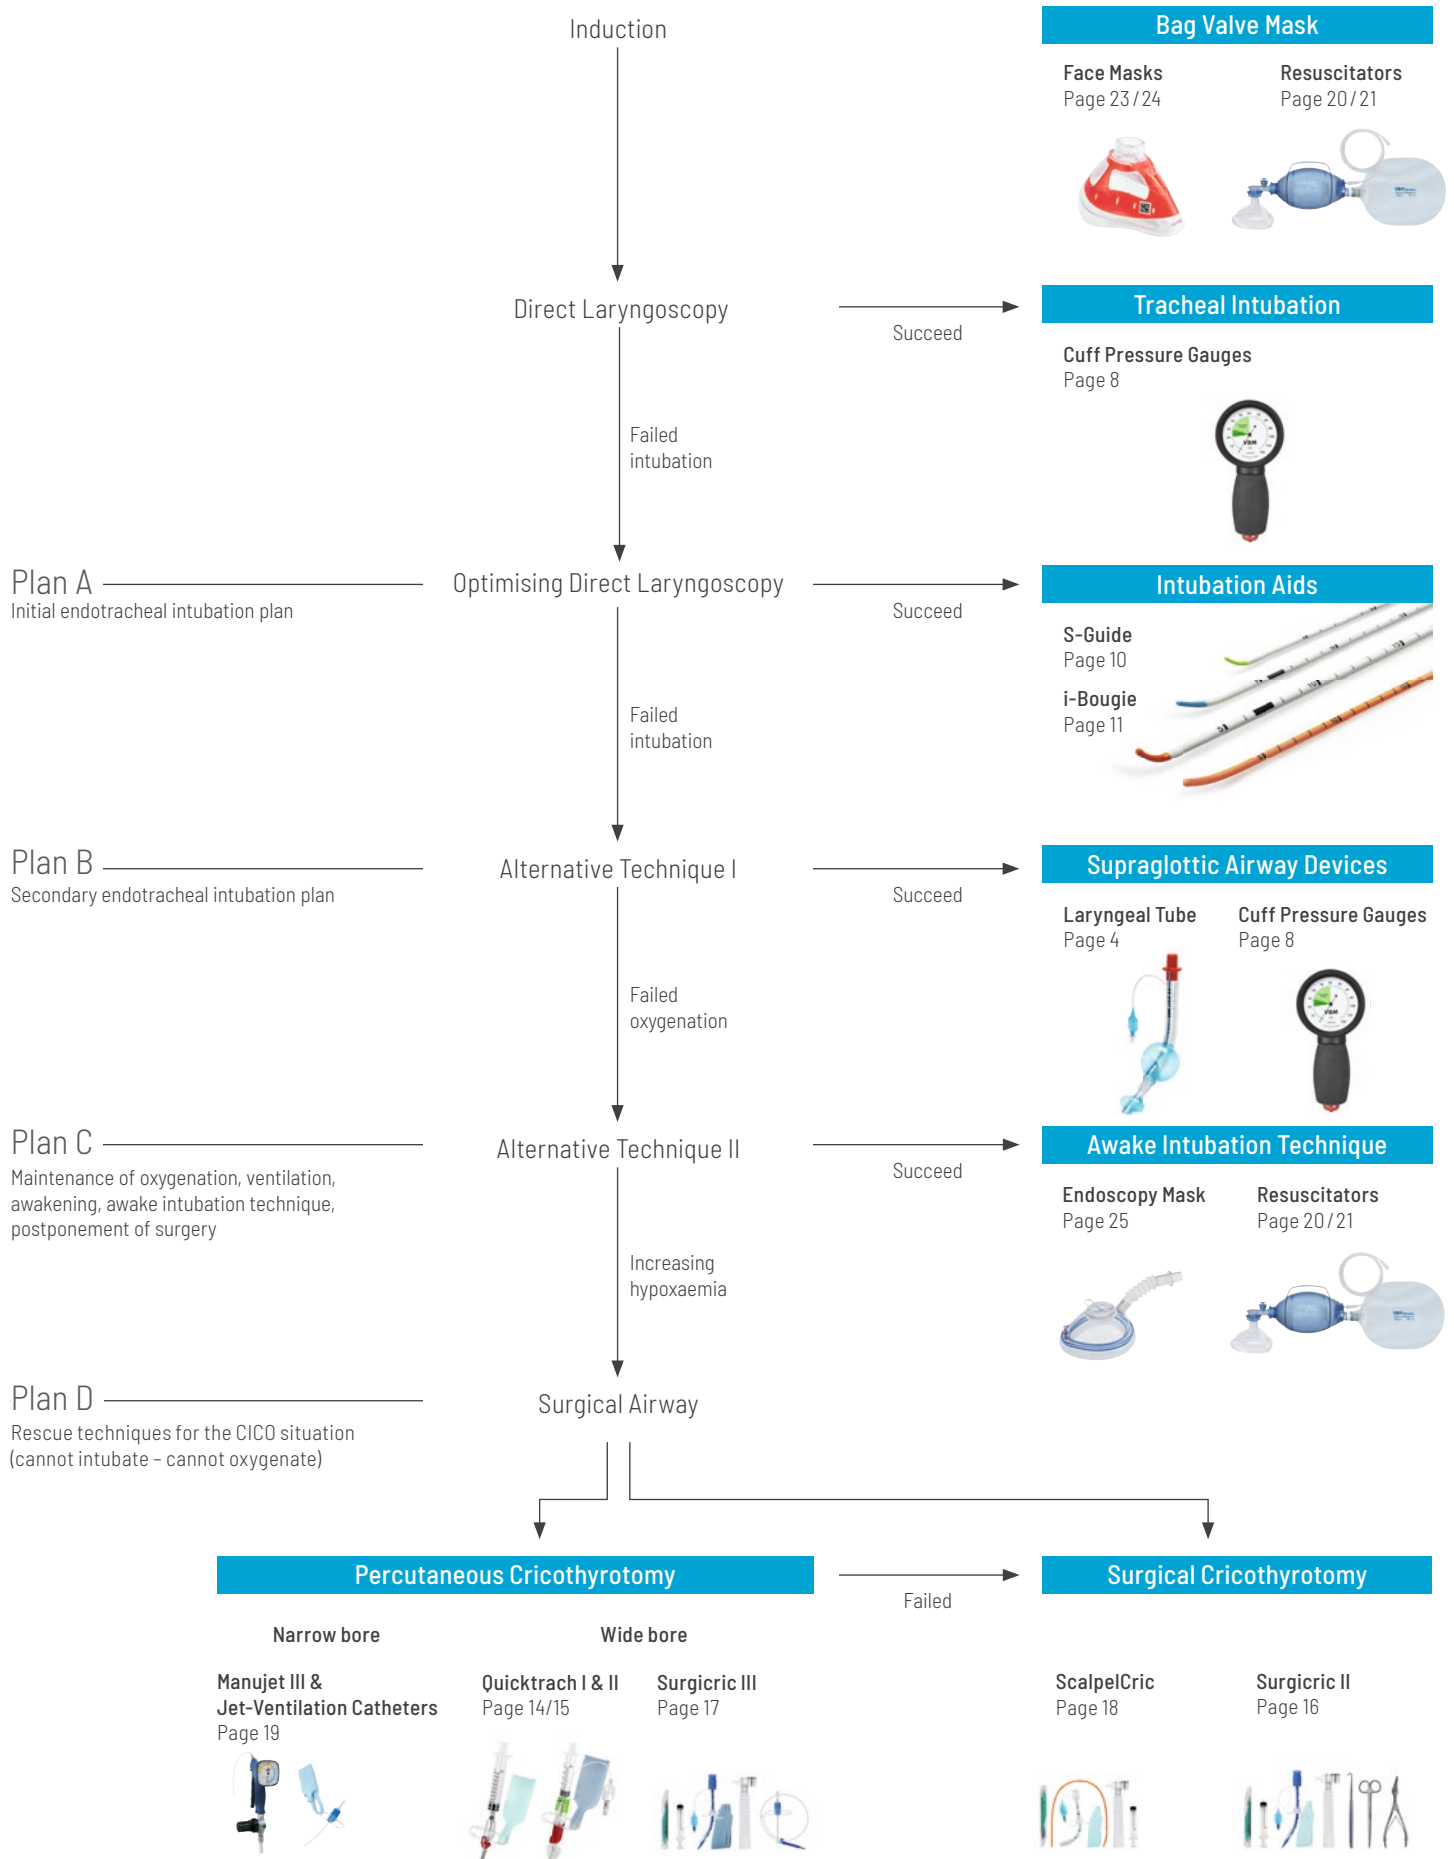 Induction
Bag Valve Mask
Face Masks
Page 23/24
Resuscitators
Page 20/21
Direct Laryngoscopy
Succeed
Tracheal Intubation
Cuff Pressure Gauges
Page 8
VBM
Failed
intubation
Plan A
Initial endotracheal intubation plan
Optimising Direct Laryngoscopy
Succeed
Intubation Aids
S-Guide
Page 10
i-Bougie
Page 11
Failed
intubation
Plan B
Secondary endotracheal intubation plan
Alternative Technique I
Succeed
Supraglottic Airway Devices
Laryngeal Tube
Page 4
Cuff Pressure Gauges
Page 8
VBM
Failed
oxygenation
Plan C
Maintenance of oxygenation, ventilation,
awakening, awake intubation technique,
postponement of surgery
Alternative Technique II
Succeed
Awake Intubation Technique
Endoscopy Mask
Page 25
Resuscitators
Page 20/21
Increasing
hypoxaemia
Plan D
Rescue techniques for the CICO situation
(cannot intubate – cannot oxygenate)
Surgical Airway
Percutaneous Cricothyrotomy
Failed
Surgical Cricothyrotomy
Narrow bore
Wide bore
Manujet III &
Jet-Ventilation Catheters
Page 19
Quicktrach I & II
Page 14/15
Surgicric III
Page 17
ScalpelCric
Page 18
Surgicric II
Page 16